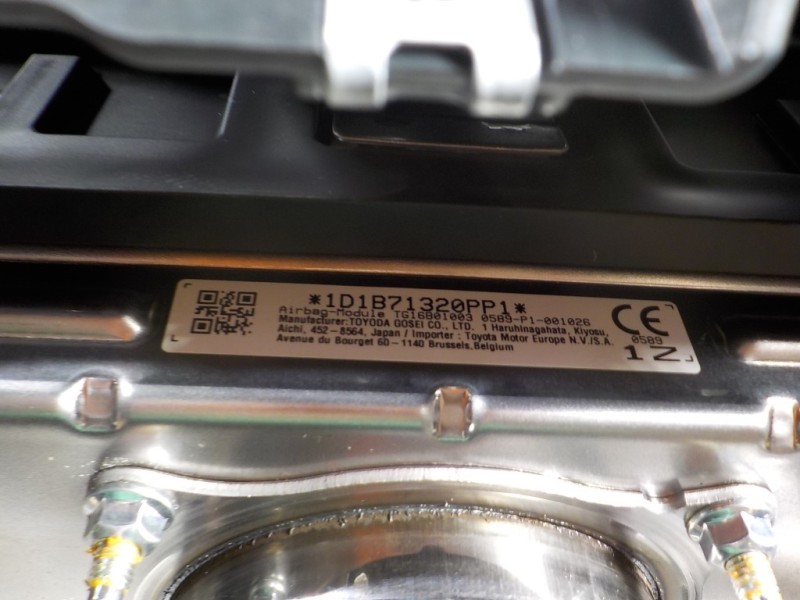 *1D1B71320PP1*
Airbag-Module TG16B01003 0589-P1-001026
Manufacturer:TOYODA GOSEI CO., LTD. 1 Haruhinagahata, Kiyosu,
Aichi, 452-8564, Japan / Importer : Toyota Motor Europe N.V./S.A.
Avenue du Bourget 60 - 1140 Brussels,Belgium
CE
0589
1Z